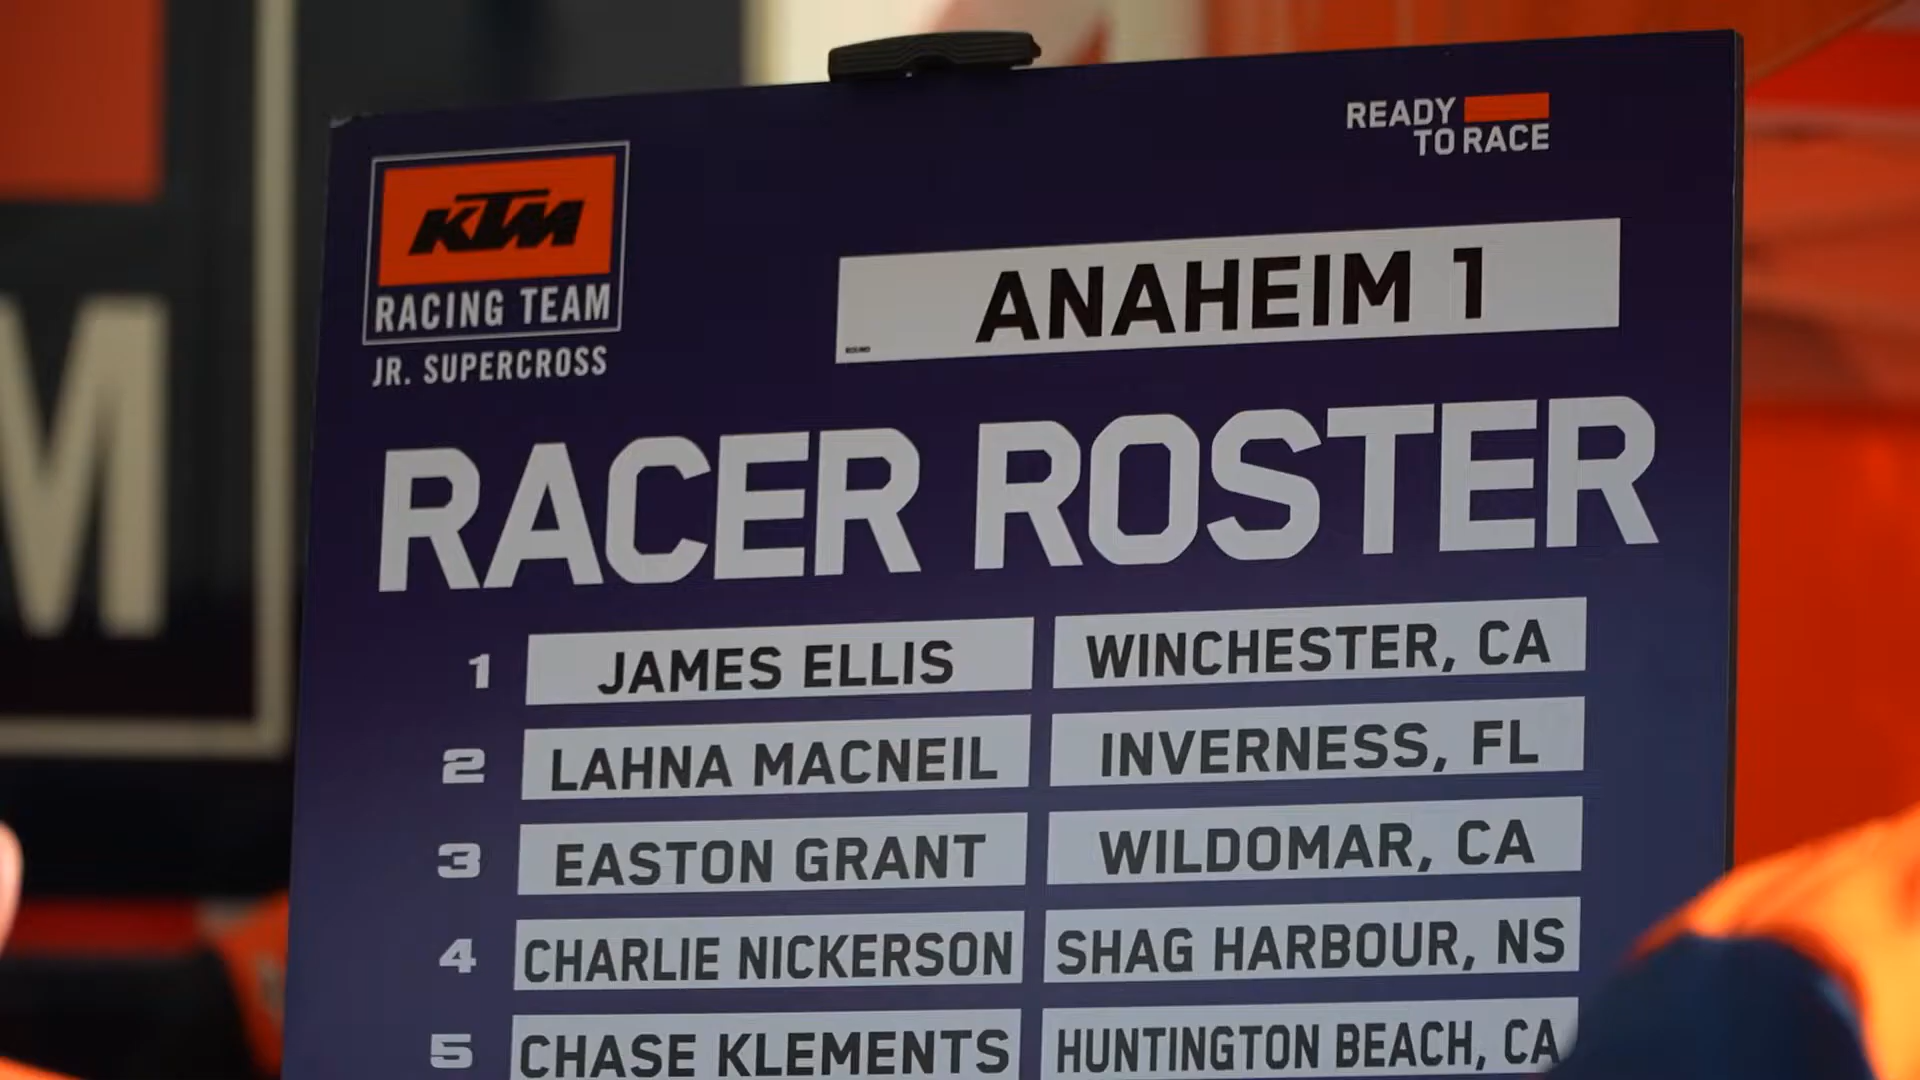 READY
TO RACE
KTM
RACING TEAM
JR. SUPERCROSS
ANAHEIM 1
RACER ROSTER
1 JAMES ELLIS WINCHESTER, CA
2 LAHNA MACNEIL INVERNESS, FL
3 EASTON GRANT WILDOMAR, CA
4 CHARLIE NICKERSON SHAG HARBOUR, NS
5 CHASE KLEMENTS HUNTINGTON BEACH, CA
M